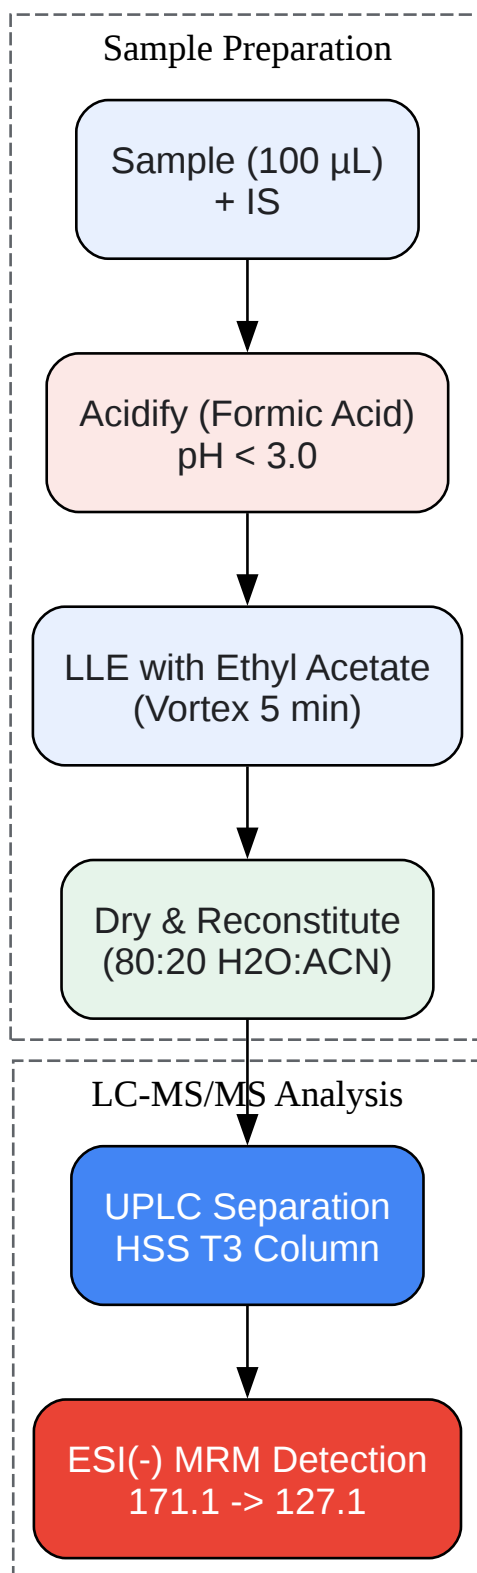 Sample Preparation
Sample (100 µL)
+ IS
Acidify (Formic Acid)
pH < 3.0
LLE with Ethyl Acetate
(Vortex 5 min)
Dry & Reconstitute
(80:20 H2O:ACN)
LC-MS/MS Analysis
UPLC Separation
HSS T3 Column
ESI(-) MRM Detection
171.1 -> 127.1